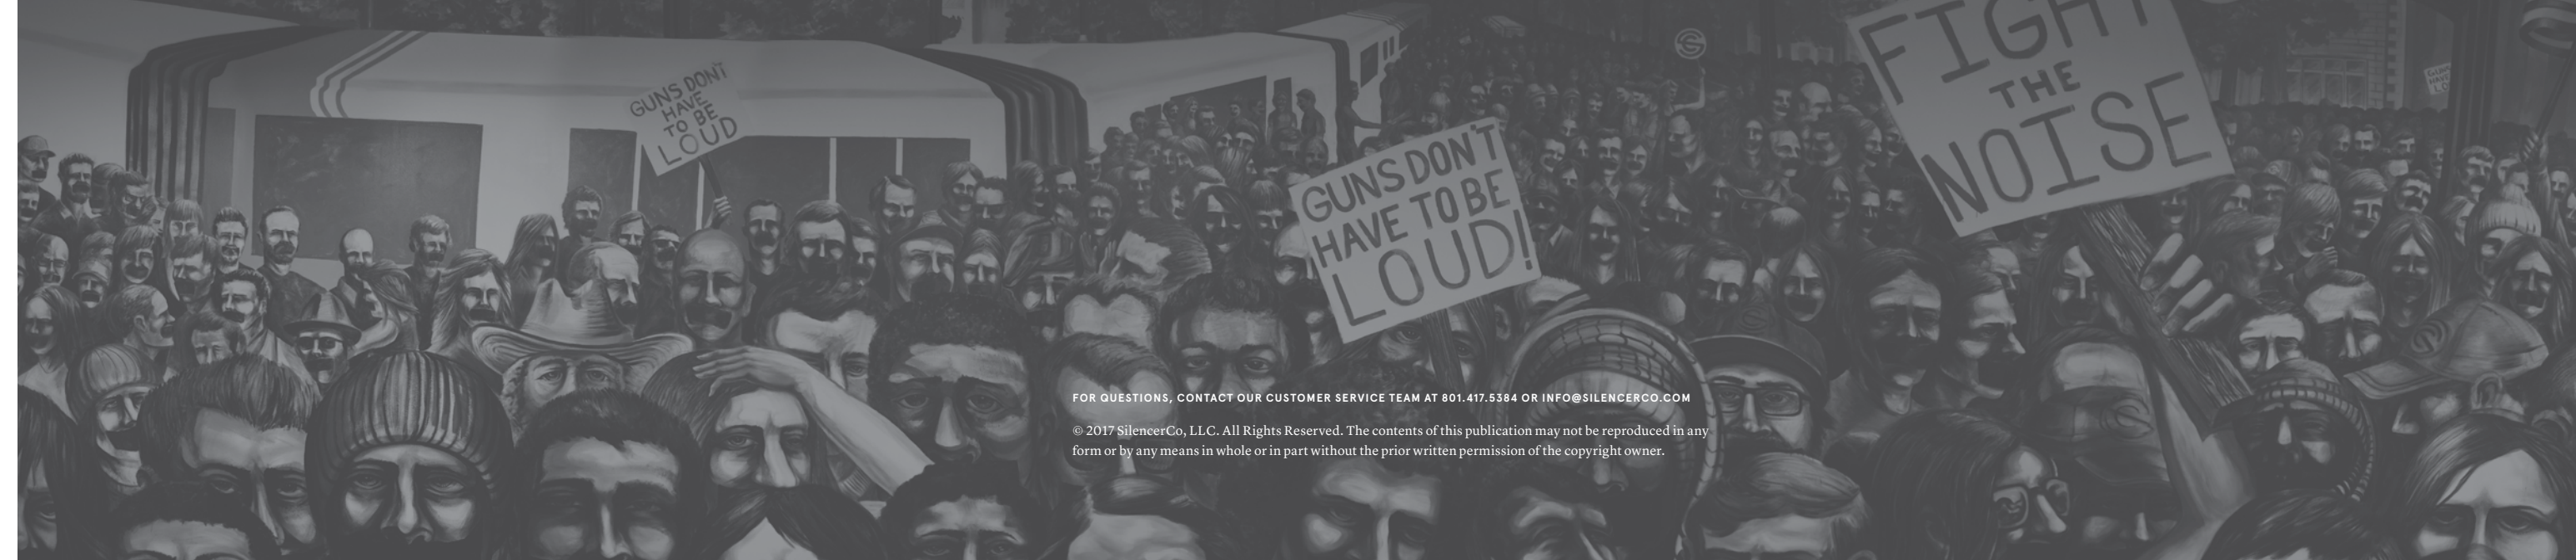 GUNS DON'T
HAVE
TO BE
LOUD
GUNS DON'T
HAVE TO BE
LOUD!
FIGHT
THE
NOISE
GUNS
HAVE
LO
FOR QUESTIONS, CONTACT OUR CUSTOMER SERVICE TEAM AT 801.417.5384 OR INFO@SILENCERCO.COM
© 2017 SilencerCo, LLC. All Rights Reserved. The contents of this publication may not be reproduced in any
form or by any means in whole or in part without the prior written permission of the copyright owner.